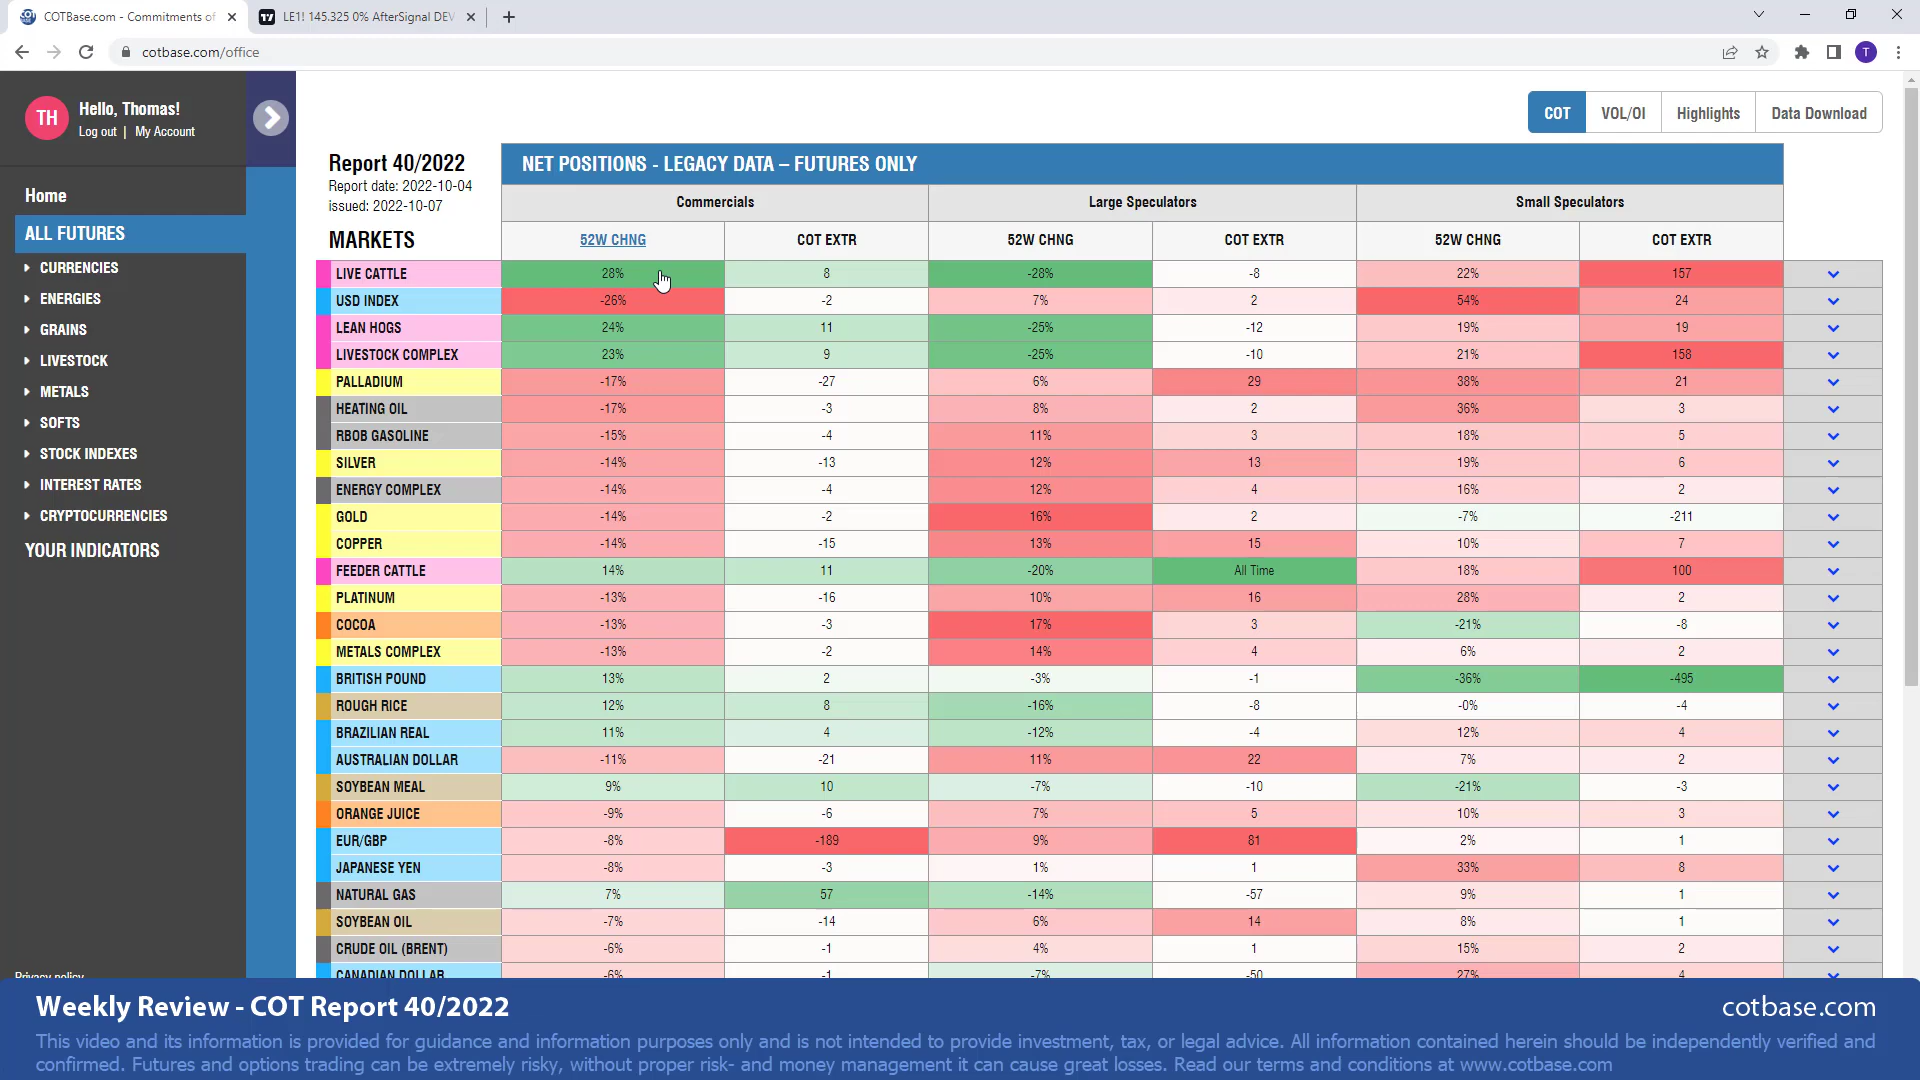 COTBase.com - Commitments of
LE1! 145.325 0% AfterSignal DEV
cotbase.com/office
T
TH
Hello, Thomas!
Log out | My Account
Home
ALL FUTURES
CURRENCIES
ENERGIES
GRAINS
LIVESTOCK
METALS
SOFTS
STOCK INDEXES
INTEREST RATES
CRYPTOCURRENCIES
YOUR INDICATORS
Privacy policy
COT VOL/OI Highlights Data Download
Report 40/2022
Report date: 2022-10-04
issued: 2022-10-07
MARKETS
NET POSITIONS - LEGACY DATA – FUTURES ONLY
Commercials Large Speculators Small Speculators
52W CHNG COT EXTR 52W CHNG COT EXTR 52W CHNG COT EXTR
LIVE CATTLE 28% 8 -28% -8 22% 157
USD INDEX -26% -2 7% 2 54% 24
LEAN HOGS 24% 11 -25% -12 19% 19
LIVESTOCK COMPLEX 23% 9 -25% -10 21% 158
PALLADIUM -17% -27 6% 29 38% 21
HEATING OIL -17% -3 8% 2 36% 3
RBOB GASOLINE -15% -4 11% 3 18% 5
SILVER -14% -13 12% 13 19% 6
ENERGY COMPLEX -14% -4 12% 4 16% 2
GOLD -14% -2 16% 2 -7% -211
COPPER -14% -15 13% 15 10% 7
FEEDER CATTLE 14% 11 -20% All Time 18% 100
PLATINUM -13% -16 10% 16 28% 2
COCOA -13% -3 17% 3 -21% -8
METALS COMPLEX -13% -2 14% 4 6% 2
BRITISH POUND 13% 2 -3% -1 -36% -495
ROUGH RICE 12% 8 -16% -8 -0% -4
BRAZILIAN REAL 11% 4 -12% -4 12% 4
AUSTRALIAN DOLLAR -11% -21 11% 22 7% 2
SOYBEAN MEAL 9% 10 -7% -10 -21% -3
ORANGE JUICE -9% -6 7% 5 10% 3
EUR/GBP -8% -189 9% 81 2% 1
JAPANESE YEN -8% -3 1% 1 33% 8
NATURAL GAS 7% 57 -14% -57 9% 1
SOYBEAN OIL -7% -14 6% 14 8% 1
CRUDE OIL (BRENT) -6% -1 4% 1 15% 2
CANADIAN DOLLAR -6% -1 -7% -50 27% 4
Weekly Review - COT Report 40/2022
cotbase.com
This video and its information is provided for guidance and information purposes only and is not intended to provide investment, tax, or legal advice. All information contained herein should be independently verified and
confirmed. Futures and options trading can be extremely risky, without proper risk- and money management it can cause great losses. Read our terms and conditions at www.cotbase.com